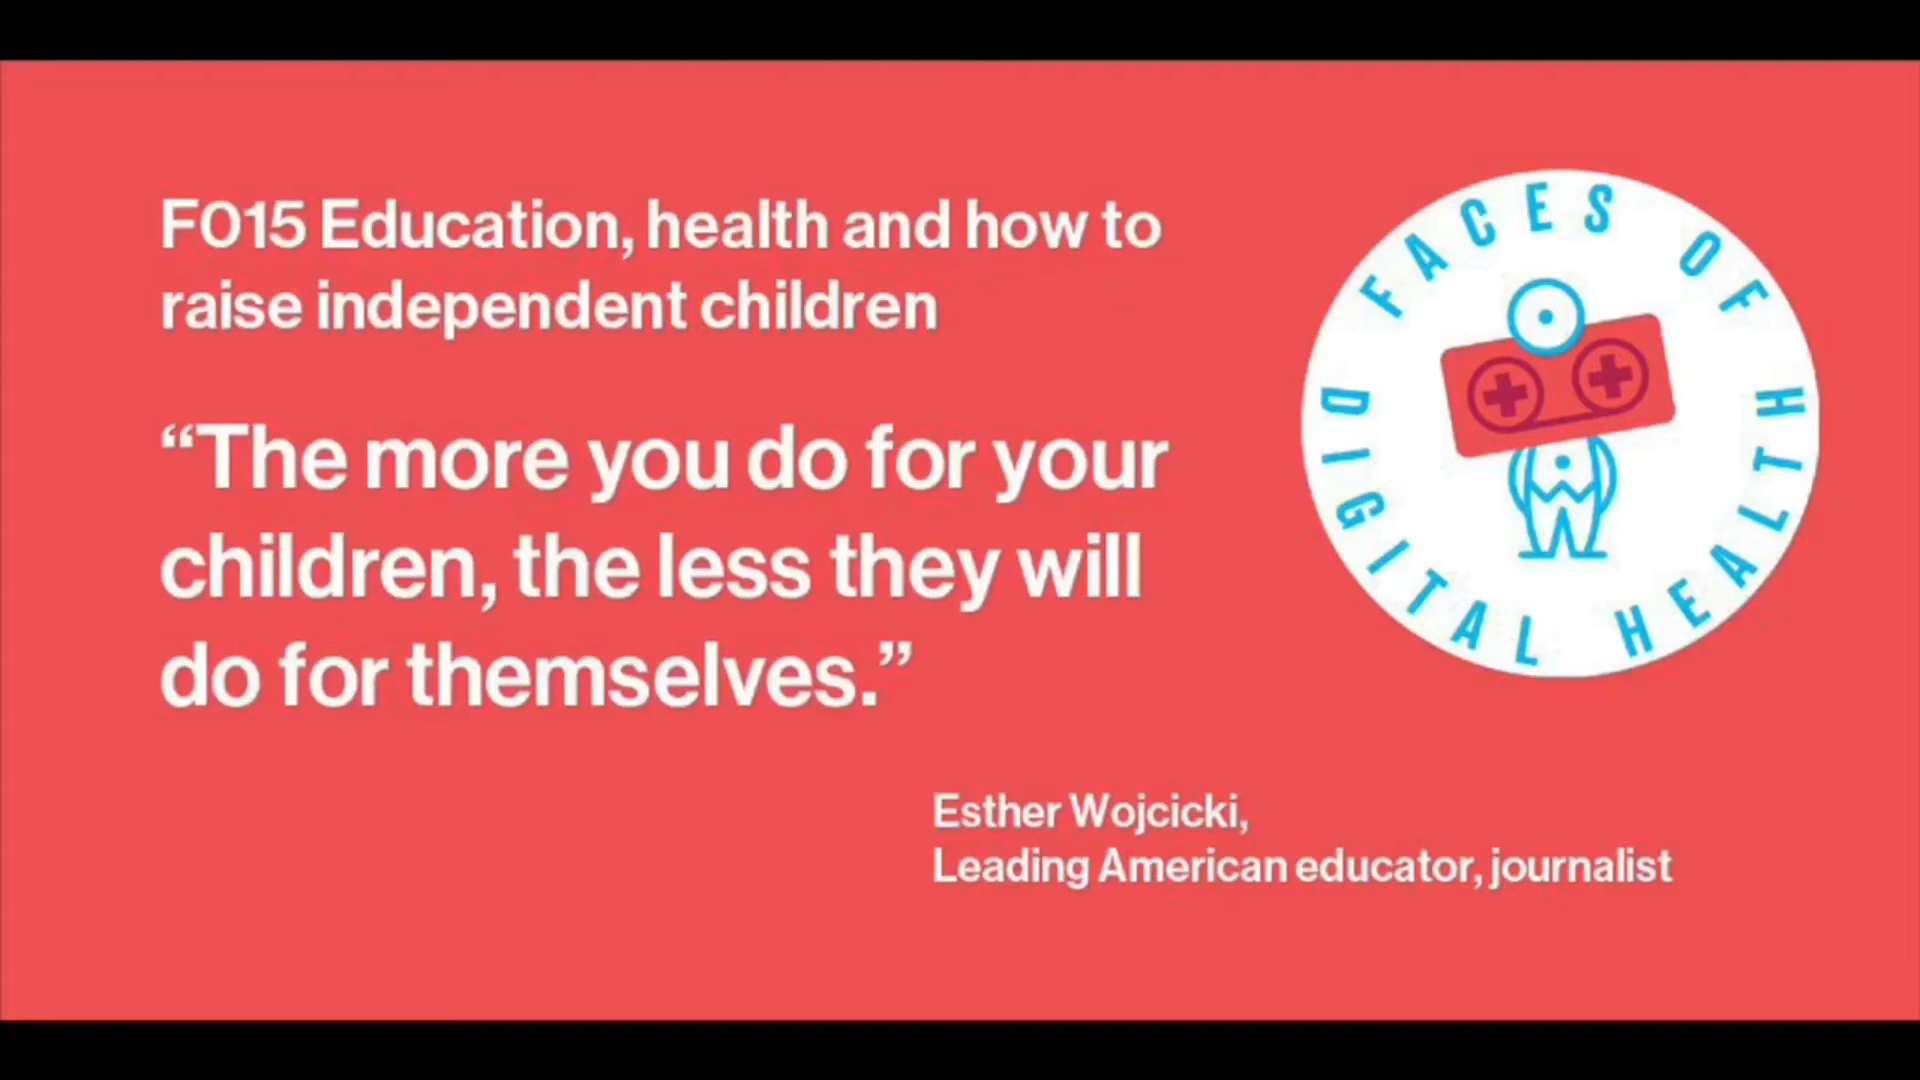 F015 Education, health and how to
raise independent children
“The more you do for your
children, the less they will
do for themselves.”
Esther Wojcicki,
Leading American educator, journalist
FACES OF
DIGITAL HEALTH